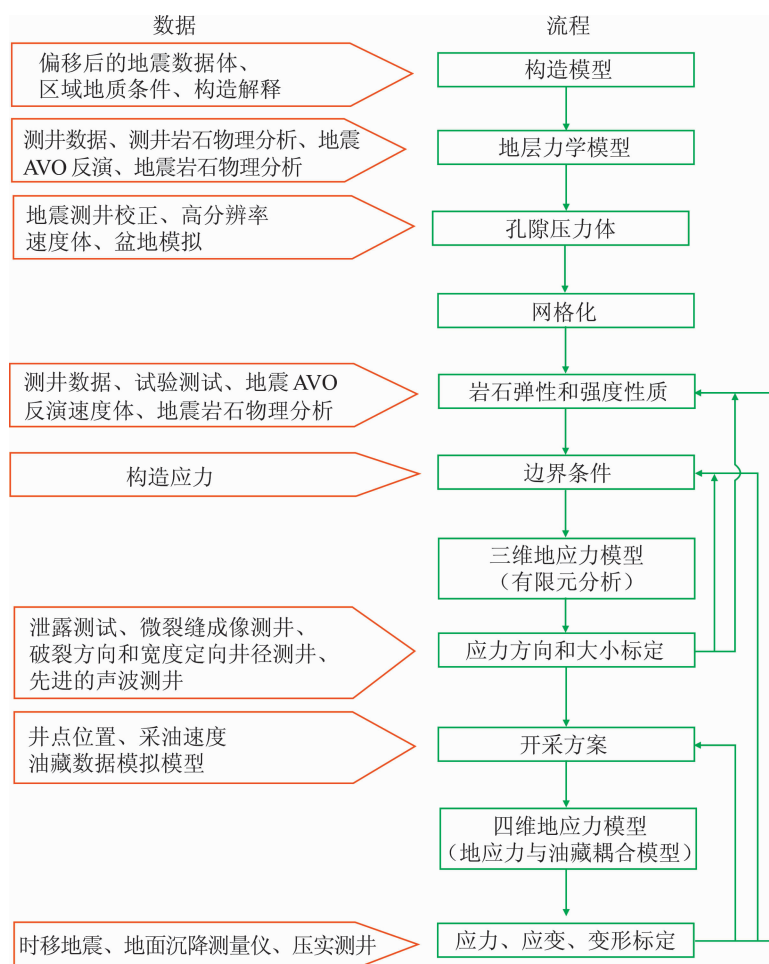 数据
流程
偏移后的地震数据体、
区域地质条件、构造解释
构造模型
测井数据、测井岩石物理分析、地震
AVO 反演、地震岩石物理分析
地层力学模型
地震测井校正、高分辨率
速度体、盆地模拟
孔隙压力体
网格化
测井数据、试验测试、地震 AVO
反演速度体、地震岩石物理分析
岩石弹性和强度性质
构造应力
边界条件
三维地应力模型
（有限元分析）
泄露测试、微裂缝成像测井、
破裂方向和宽度定向井径测井、
先进的声波测井
应力方向和大小标定
井点位置、采油速度
油藏数据模拟模型
开采方案
四维地应力模型
（地应力与油藏耦合模型）
时移地震、地面沉降测量仪、压实测井
应力、应变、变形标定